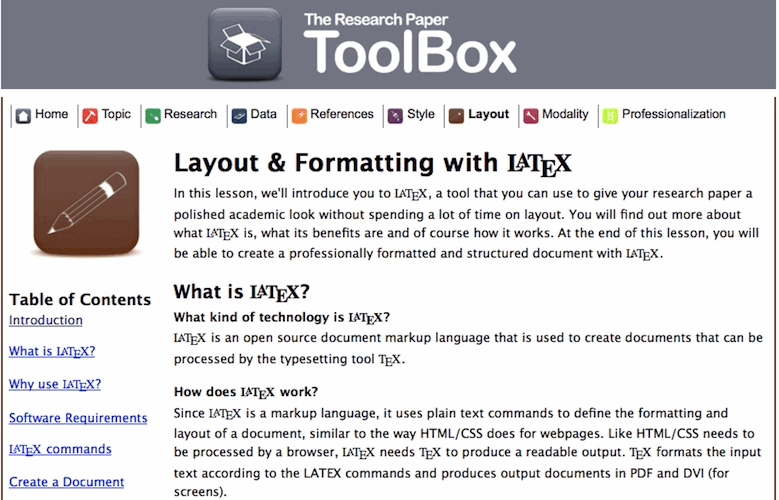 The Research Paper
ToolBox
Home Topic Research Data References Style Layout Modality Professionalization
Layout & Formatting with LATEX
In this lesson, we'll introduce you to LATEX, a tool that you can use to give your research paper a
polished academic look without spending a lot of time on layout. You will find out more about
what LATEX is, what its benefits are and of course how it works. At the end of this lesson, you will
be able to create a professionally formatted and structured document with LATEX.
Table of Contents
Introduction
What is LATEX?
Why use LATEX?
Software Requirements
LATEX commands
Create a Document
What is LATEX?
What kind of technology is LATEX?
LATEX is an open source document markup language that is used to create documents that can be
processed by the typesetting tool TEX.
How does LATEX work?
Since LATEX is a markup language, it uses plain text commands to define the formatting and
layout of a document, similar to the way HTML/CSS does for webpages. Like HTML/CSS needs to
be processed by a browser, LATEX needs TEX to produce a readable output. TEX formats the input
text according to the LATEX commands and produces output documents in PDF and DVI (for
screens).